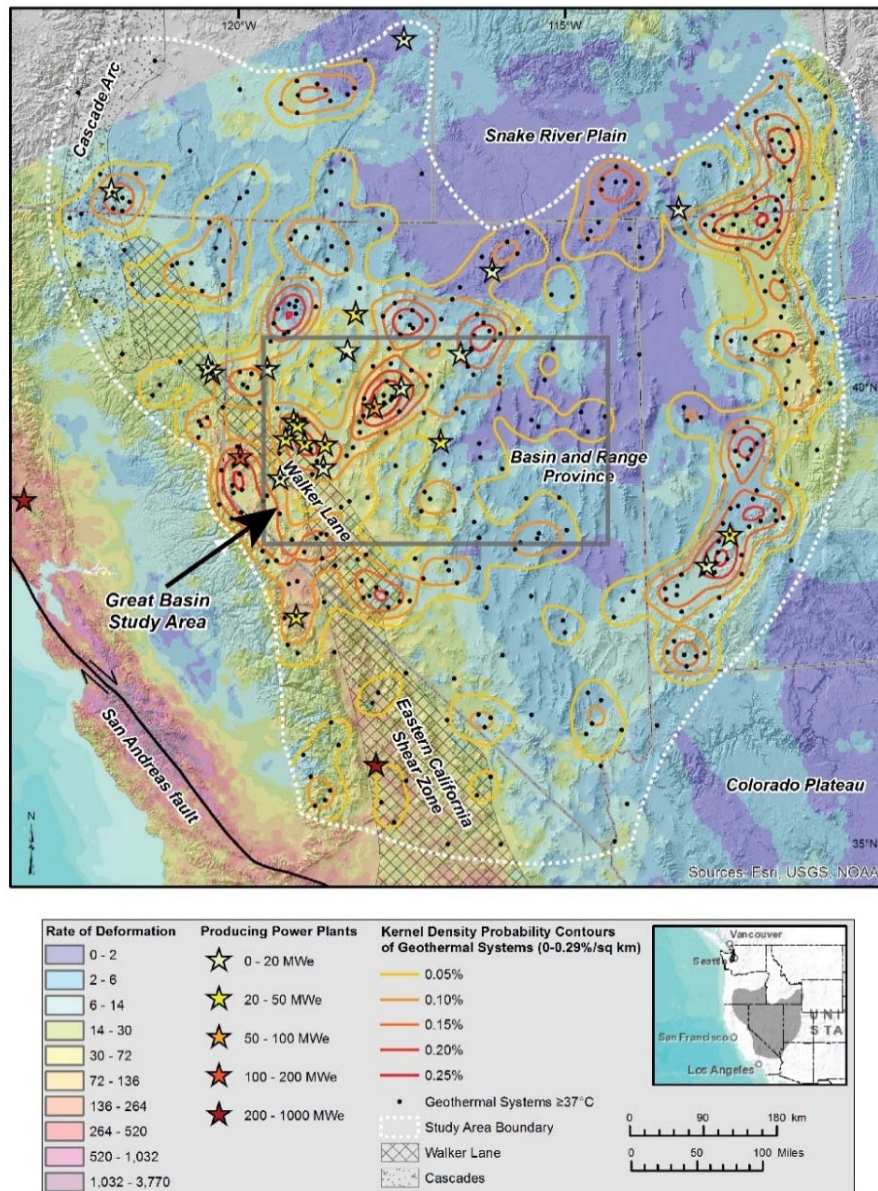 120°W
115°W
Cascade Arc
Snake River Plain
40°N
Basin and Range
Province
Walker Lane
Great Basin
Study Area
San Andreas fault
Eastern California
Shear Zone
Colorado Plateau
N
35°N
Sources: Esri, USGS, NOAA
Rate of Deformation
0 - 2
2 - 6
6 - 14
14 - 30
30 - 72
72 - 136
136 - 264
264 - 520
520 - 1,032
1,032 - 3,770
Producing Power Plants
0 - 20 MWe
20 - 50 MWe
50 - 100 MWe
100 - 200 MWe
200 - 1000 MWe
Kernel Density Probability Contours
of Geothermal Systems (0-0.29%/sq km)
0.05%
0.10%
0.15%
0.20%
0.25%
Geothermal Systems ≥37°C
Study Area Boundary
Walker Lane
Cascades
Vancouver
Seattle
UNI
STA
San Francisco
Los Angeles
0 90 180 km
0 50 100 Miles